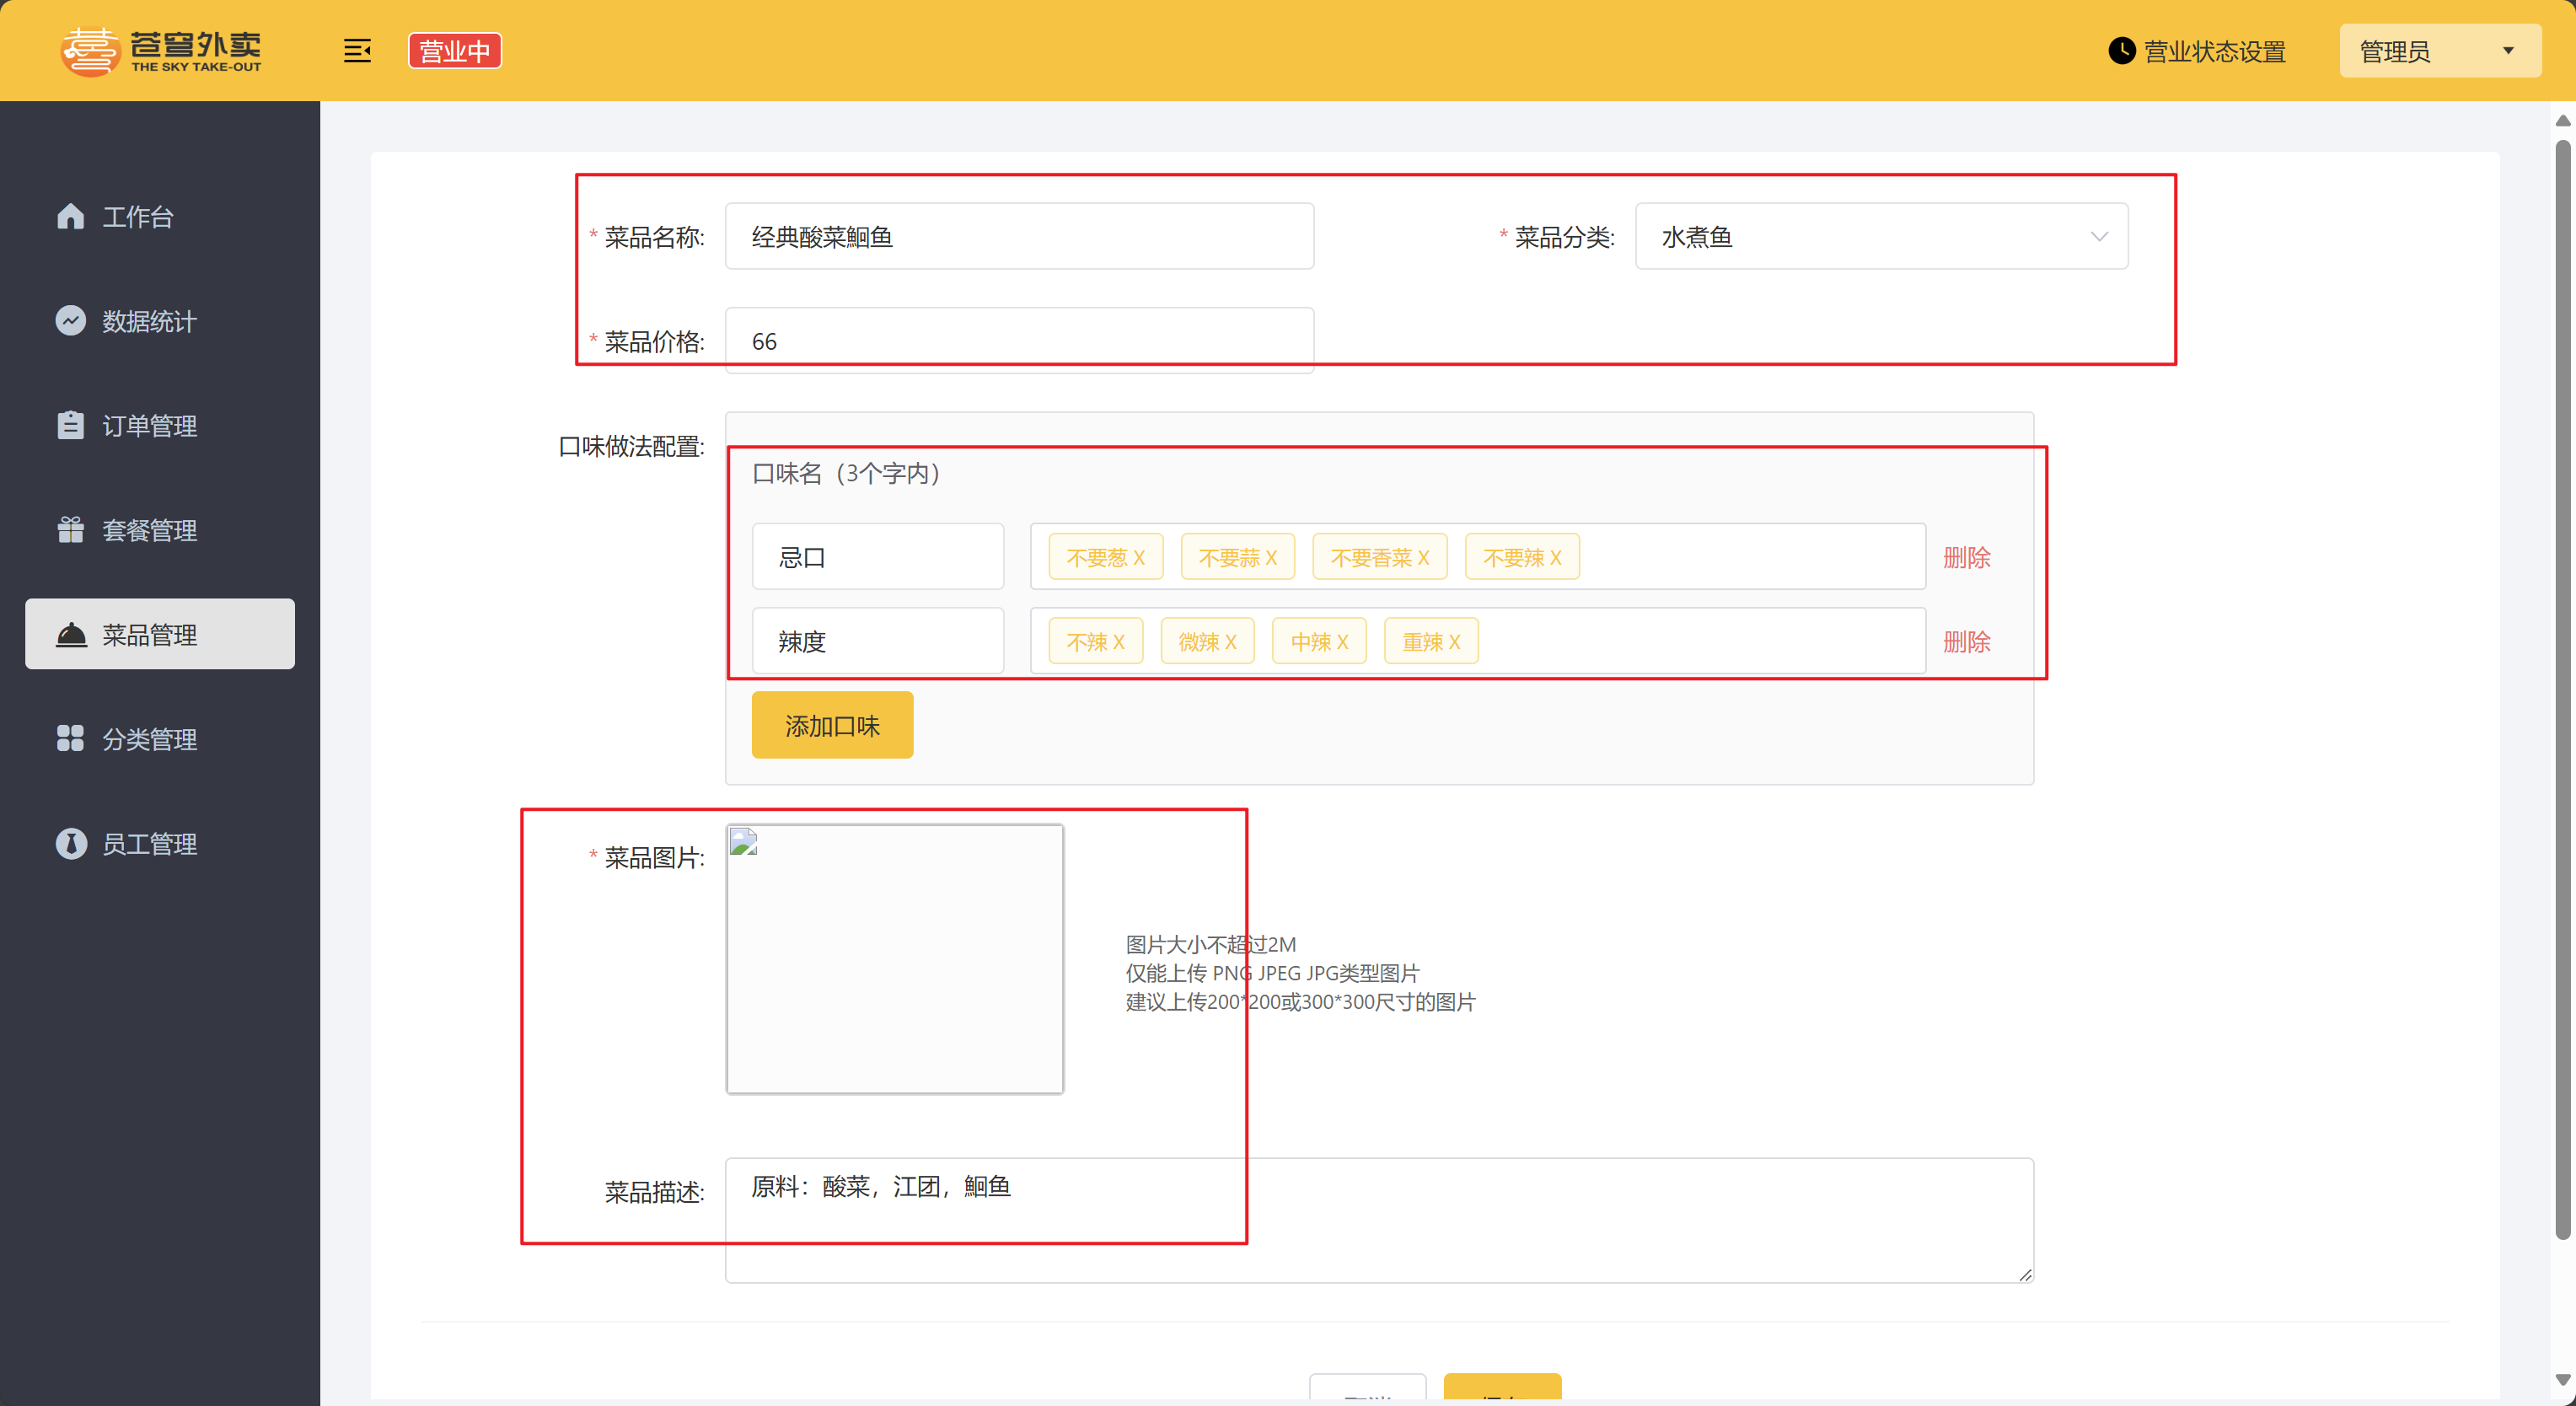 苍穹外卖
THE SKY TAKE-OUT
营业中
营业状态设置
管理员
工作台
数据统计
订单管理
套餐管理
菜品管理
分类管理
员工管理
* 菜品名称: 经典酸菜鮰鱼
* 菜品分类: 水煮鱼
* 菜品价格: 66
口味做法配置:
口味名（3个字内）
忌口 不要葱 X 不要蒜 X 不要香菜 X 不要辣 X 删除
辣度 不辣 X 微辣 X 中辣 X 重辣 X 删除
添加口味
* 菜品图片:
图片大小不超过2M
仅能上传 PNG JPEG JPG类型图片
建议上传200*200或300*300尺寸的图片
菜品描述: 原料：酸菜，江团，鮰鱼